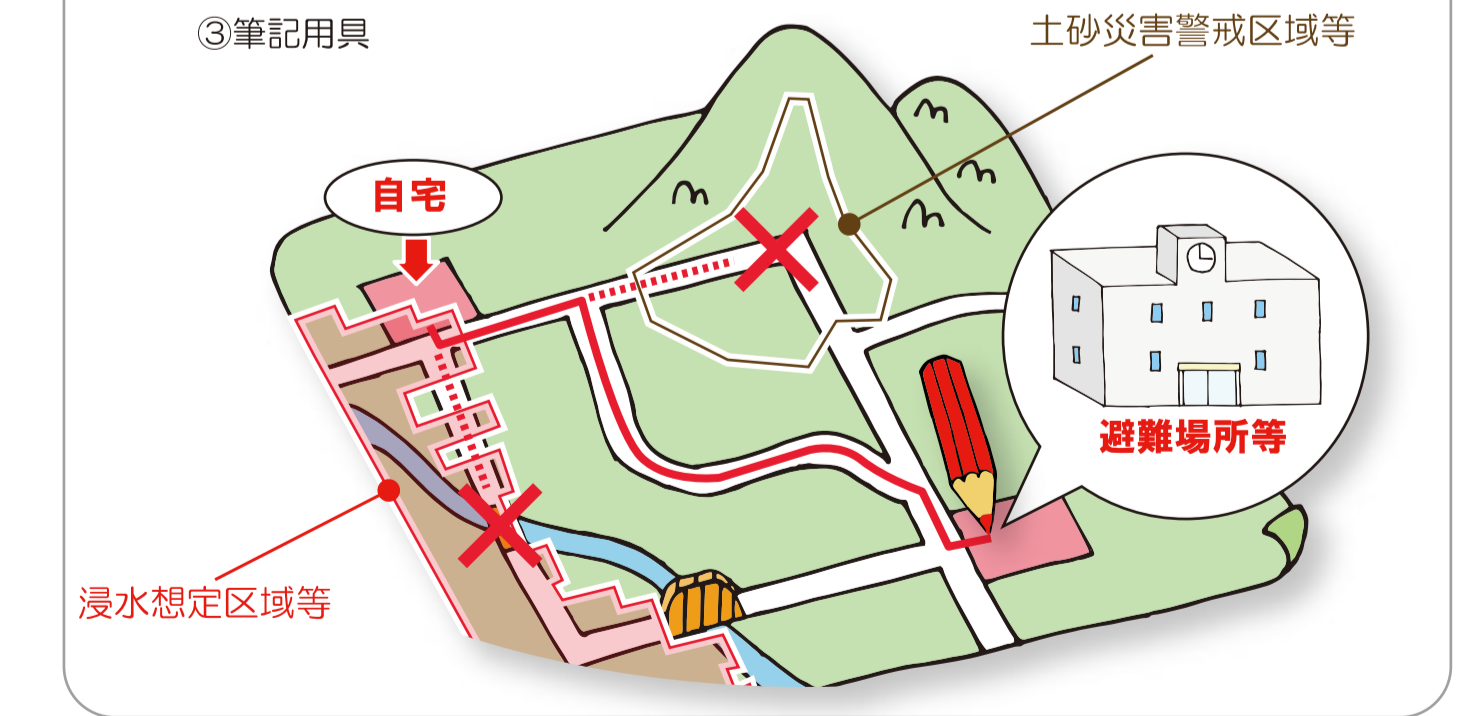 ③筆記用具
土砂災害警戒区域等
自宅
避難場所等
浸水想定区域等